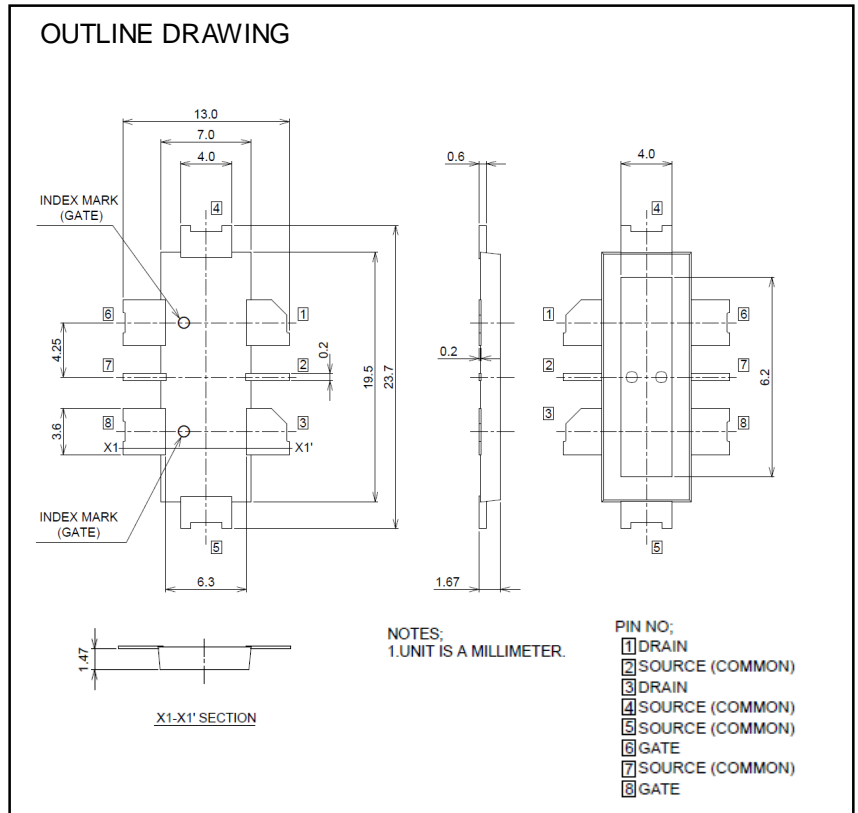 OUTLINE DRAWING
13.0
7.0
4.0
INDEX MARK
(GATE)
4
6
1
4.25
7
2
0.2
19.5
23.7
3.6
8
3
X1
X1'
INDEX MARK
(GATE)
5
6.3
0.6
0.2
1.67
4.0
4
1
6
2
7
6.2
3
8
5
1.47
X1-X1' SECTION
NOTES;
1.UNIT IS A MILLIMETER.
PIN NO;
1 DRAIN
2 SOURCE (COMMON)
3 DRAIN
4 SOURCE (COMMON)
5 SOURCE (COMMON)
6 GATE
7 SOURCE (COMMON)
8 GATE